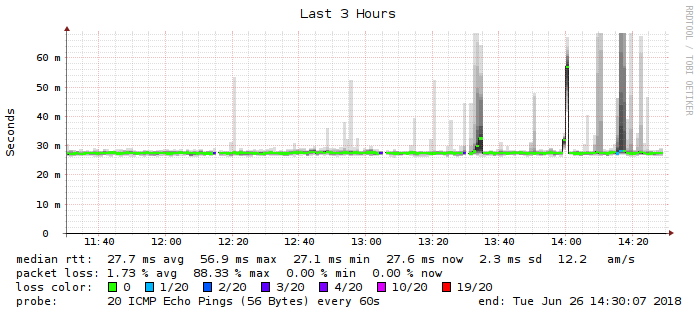 Last 3 Hours
RRDTOOL / TOBI OETIKER
Seconds
60 m
50 m
40 m
30 m
20 m
10 m
0
11:40 12:00 12:20 12:40 13:00 13:20 13:40 14:00 14:20
median rtt: 27.7 ms avg 56.9 ms max 27.1 ms min 27.6 ms now 2.3 ms sd 12.2 am/s
packet loss: 1.73 % avg 88.33 % max 0.00 % min 0.00 % now
loss color: 0 1/20 2/20 3/20 4/20 10/20 19/20
probe: 20 ICMP Echo Pings (56 Bytes) every 60s end: Tue Jun 26 14:30:07 2018